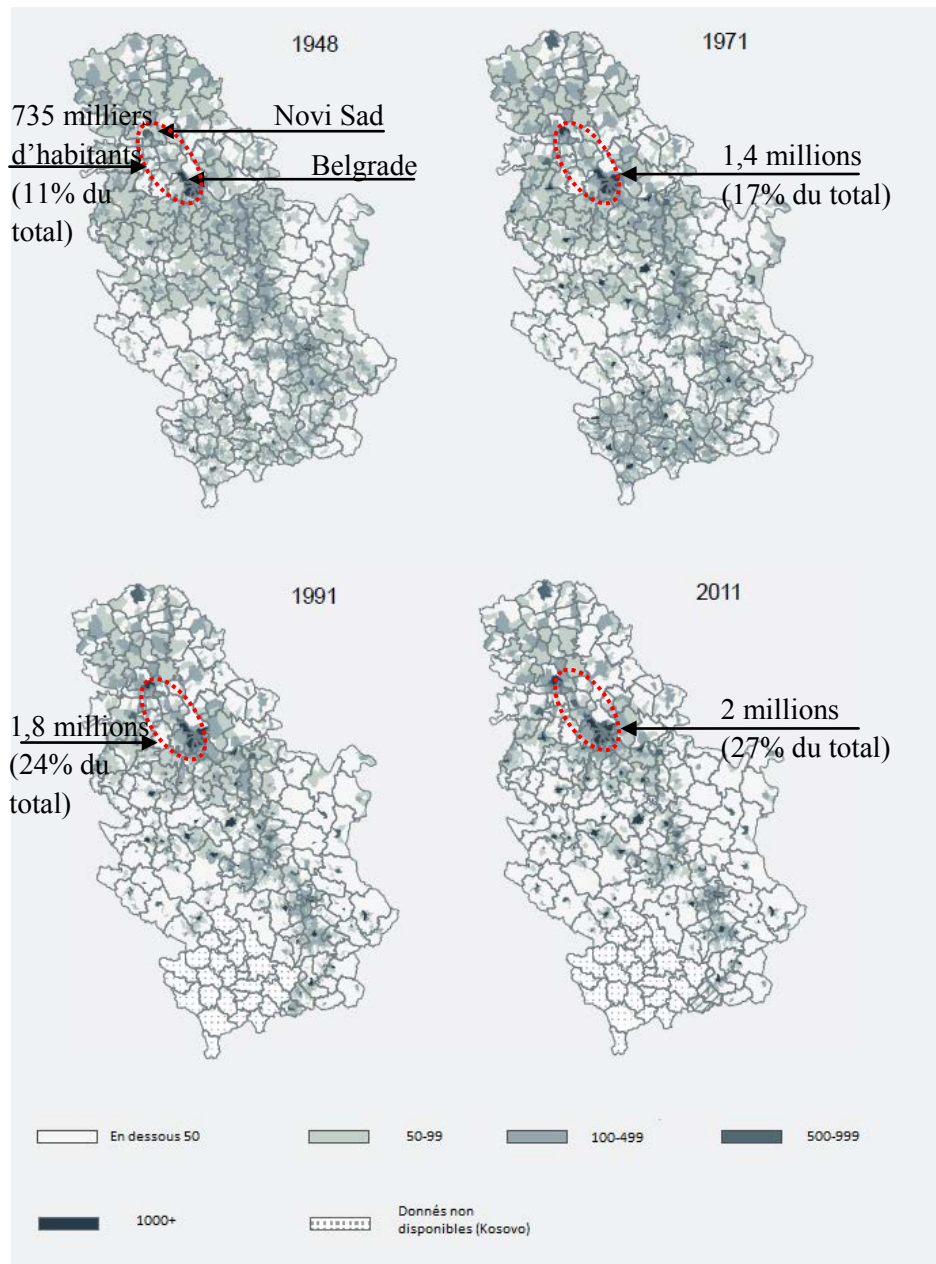 1948
735 milliers
d'habitants
(11% du
total)
Novi Sad
Belgrade
1971
1,4 millions
(17% du total)
1991
1,8 millions
(24% du
total)
2011
2 millions
(27% du total)
En dessous 50
50-99
100-499
500-999
1000+
Donnés non
disponibles (Kosovo)